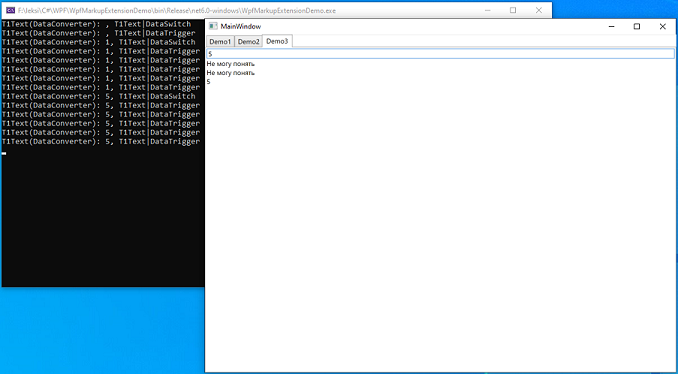 F:\leksi\C#\WPF\WpfMarkupExtensionDemo\bin\Release\net6.0-windows\WpfMarkupExtensionDemo.exe
T1Text(DataConverter): , T1Text|DataSwitch
T1Text(DataConverter): , T1Text|DataTrigger
T1Text(DataConverter): 1, T1Text|DataSwitch
T1Text(DataConverter): 1, T1Text|DataTrigger
T1Text(DataConverter): 1, T1Text|DataTrigger
T1Text(DataConverter): 1, T1Text|DataTrigger
T1Text(DataConverter): 1, T1Text|DataTrigger
T1Text(DataConverter): 1, T1Text|DataTrigger
T1Text(DataConverter): 5, T1Text|DataSwitch
T1Text(DataConverter): 5, T1Text|DataTrigger
T1Text(DataConverter): 5, T1Text|DataTrigger
T1Text(DataConverter): 5, T1Text|DataTrigger
T1Text(DataConverter): 5, T1Text|DataTrigger
T1Text(DataConverter): 5, T1Text|DataTrigger
MainWindow
Demo1 Demo2 Demo3
5
Не могу понять
Не могу понять
5